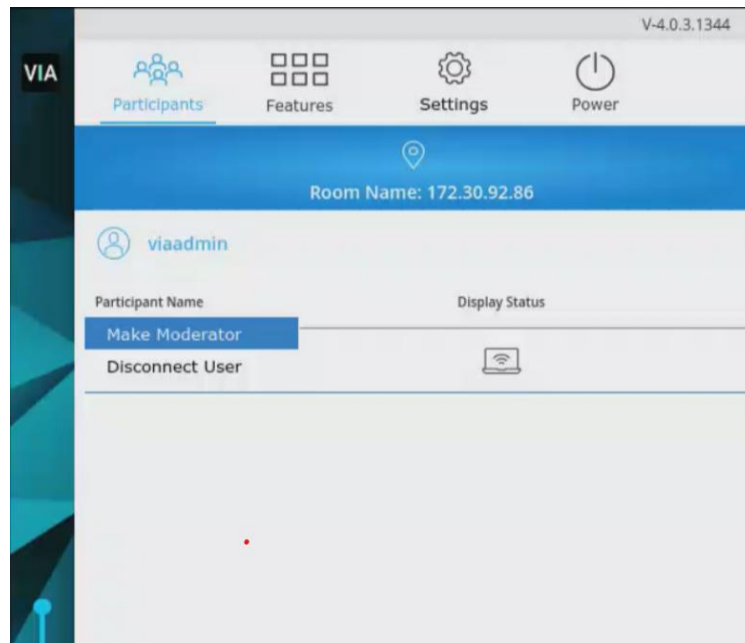 V-4.0.3.1344
VIA
Participants
Features
Settings
Power
Room Name: 172.30.92.86
viaadmin
Participant Name
Display Status
Make Moderator
Disconnect User